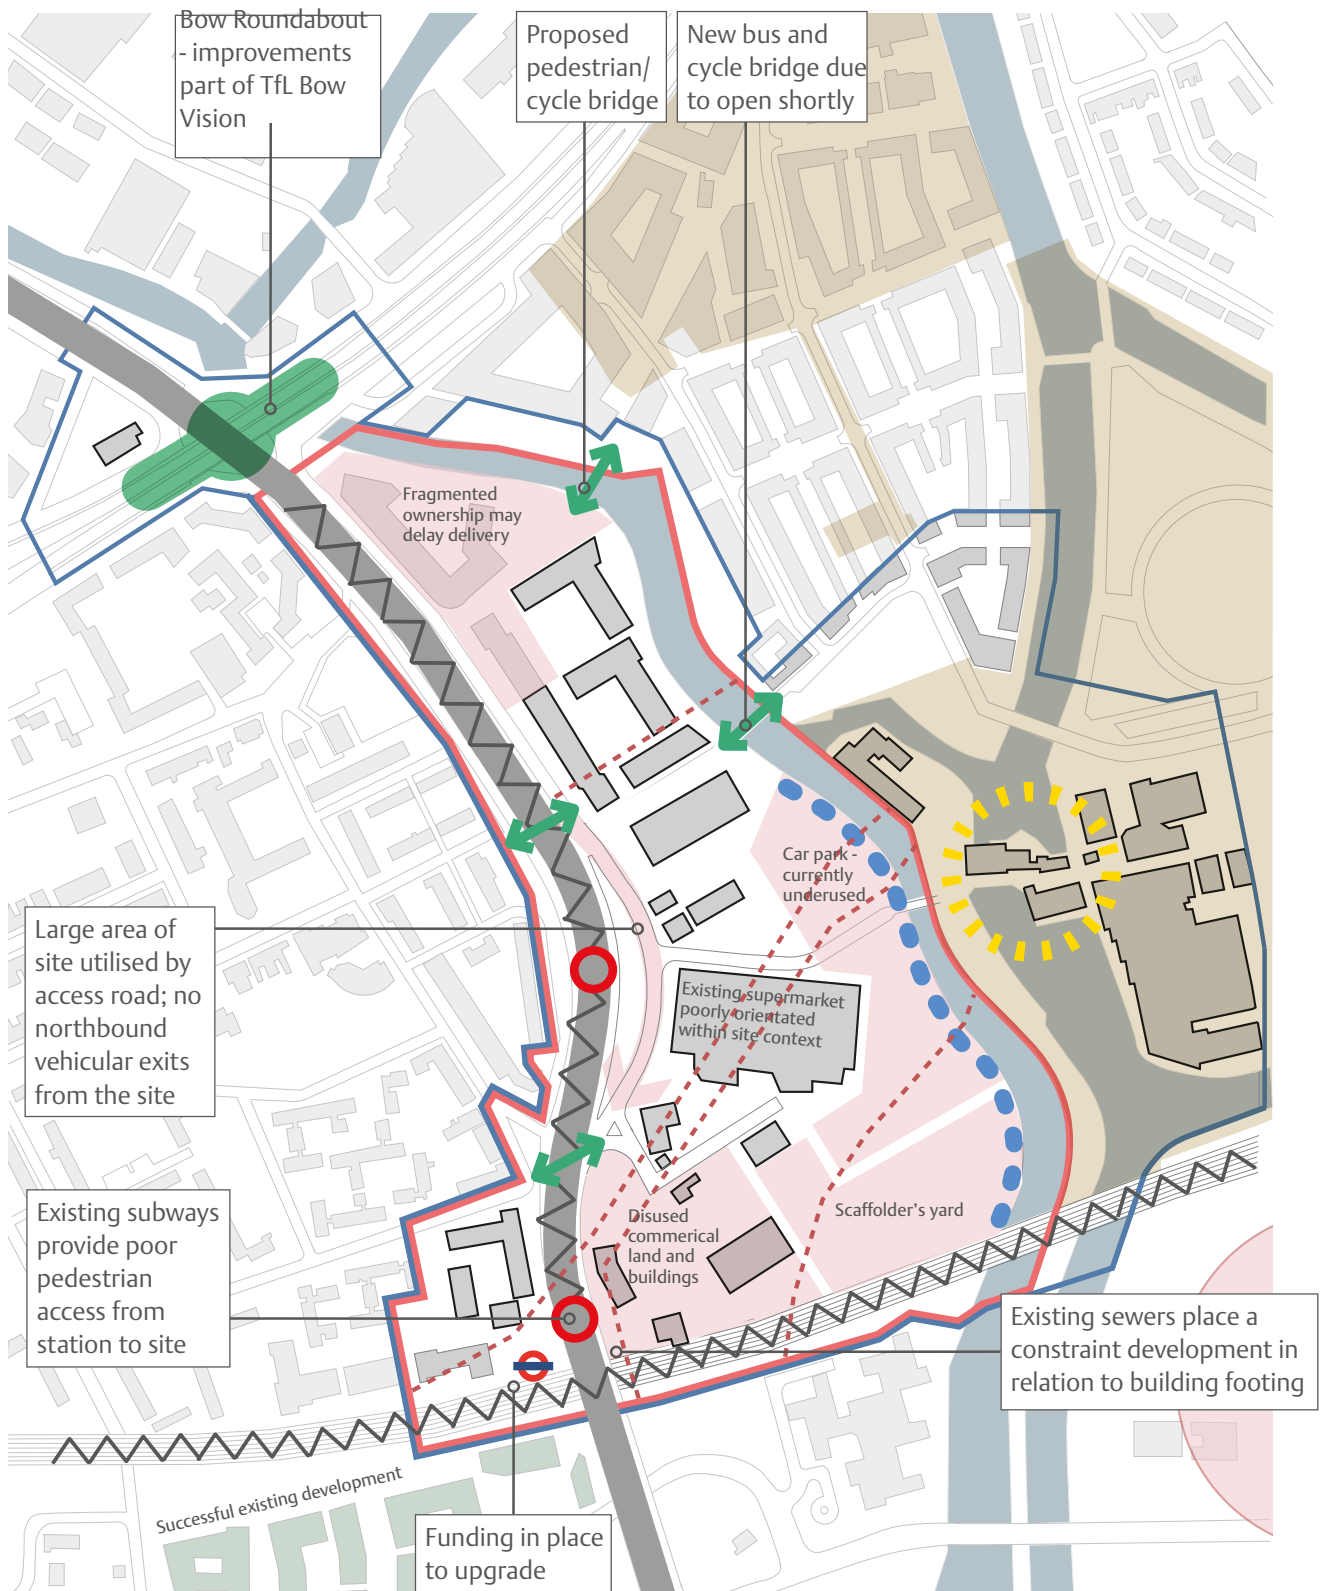 Bow Roundabout
- improvements
part of TfL Bow
Vision
Proposed
pedestrian/
cycle bridge
New bus and
cycle bridge due
to open shortly
Fragmented
ownership may
delay delivery
Car park -
currently
underused
Large area of
site utilised by
access road; no
northbound
vehicular exits
from the site
Existing supermarket
poorly orientated
within site context
Existing subways
provide poor
pedestrian
access from
station to site
Disused
commerical
land and
buildings
Scaffolder's yard
Existing sewers place a
constraint development in
relation to building footing
Successful existing development
Funding in place
to upgrade